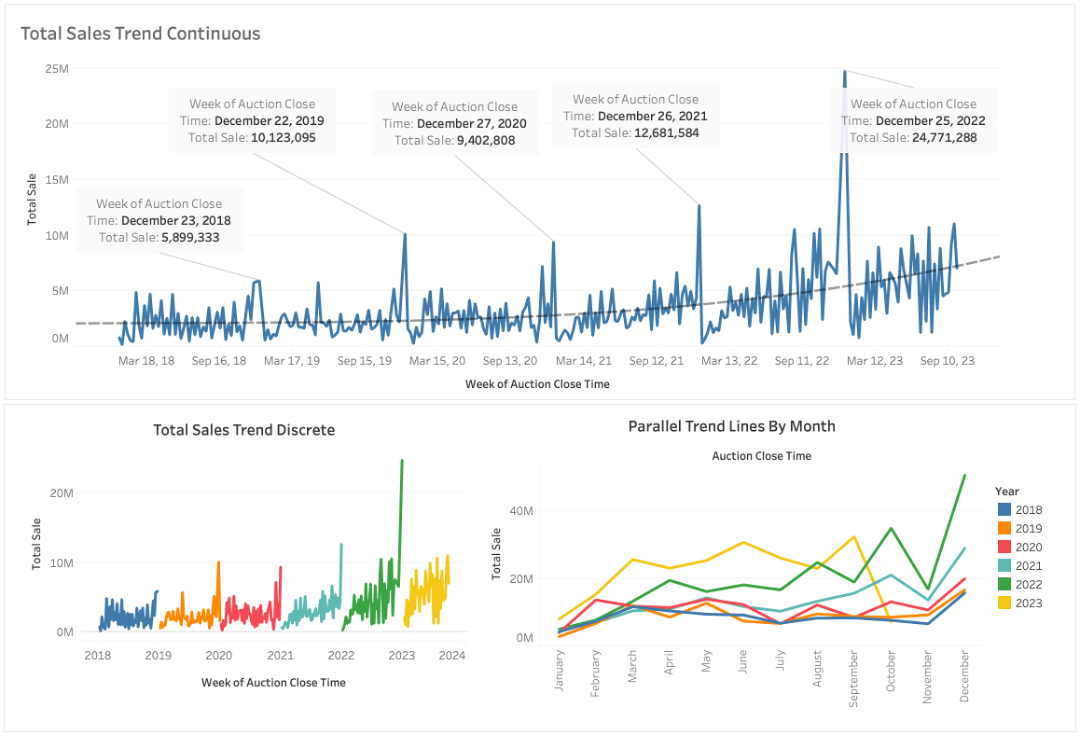 Total Sales Trend Continuous
25M
20M
15M
10M
5M
0M
Total Sale
Week of Auction Close
Time: December 23, 2018
Total Sale: 5,899,333
Week of Auction Close
Time: December 22, 2019
Total Sale: 10,123,095
Week of Auction Close
Time: December 27, 2020
Total Sale: 9,402,808
Week of Auction Close
Time: December 26, 2021
Total Sale: 12,681,584
Week of Auction Close
Time: December 25, 2022
Total Sale: 24,771,288
Mar 18, 18
Sep 16, 18
Mar 17, 19
Sep 15, 19
Mar 15, 20
Sep 13, 20
Mar 14, 21
Sep 12, 21
Mar 13, 22
Sep 11, 22
Mar 12, 23
Sep 10, 23
Week of Auction Close Time
Total Sales Trend Discrete
20M
10M
0M
Total Sale
2018
2019
2020
2021
2022
2023
2024
Week of Auction Close Time
Parallel Trend Lines By Month
Auction Close Time
40M
20M
0M
Total Sale
January
February
March
April
May
June
July
August
September
October
November
December
Year
2018
2019
2020
2021
2022
2023